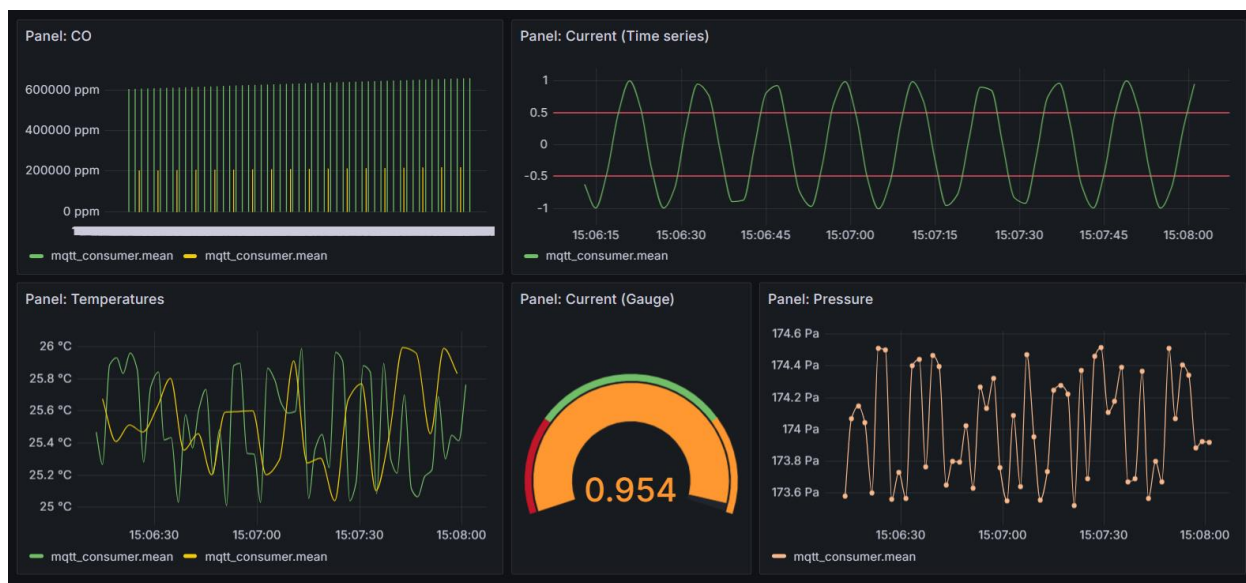 Panel: CO
600000 ppm
400000 ppm
200000 ppm
0 ppm
mqtt_consumer.mean mqtt_consumer.mean
Panel: Current (Time series)
1
0.5
0
-0.5
-1
15:06:15 15:06:30 15:06:45 15:07:00 15:07:15 15:07:30 15:07:45 15:08:00
mqtt_consumer.mean
Panel: Temperatures
26 °C
25.8 °C
25.6 °C
25.4 °C
25.2 °C
25 °C
15:06:30 15:07:00 15:07:30 15:08:00
mqtt_consumer.mean mqtt_consumer.mean
Panel: Current (Gauge)
0.954
Panel: Pressure
174.6 Pa
174.4 Pa
174.2 Pa
174 Pa
173.8 Pa
173.6 Pa
15:06:30 15:07:00 15:07:30 15:08:00
mqtt_consumer.mean